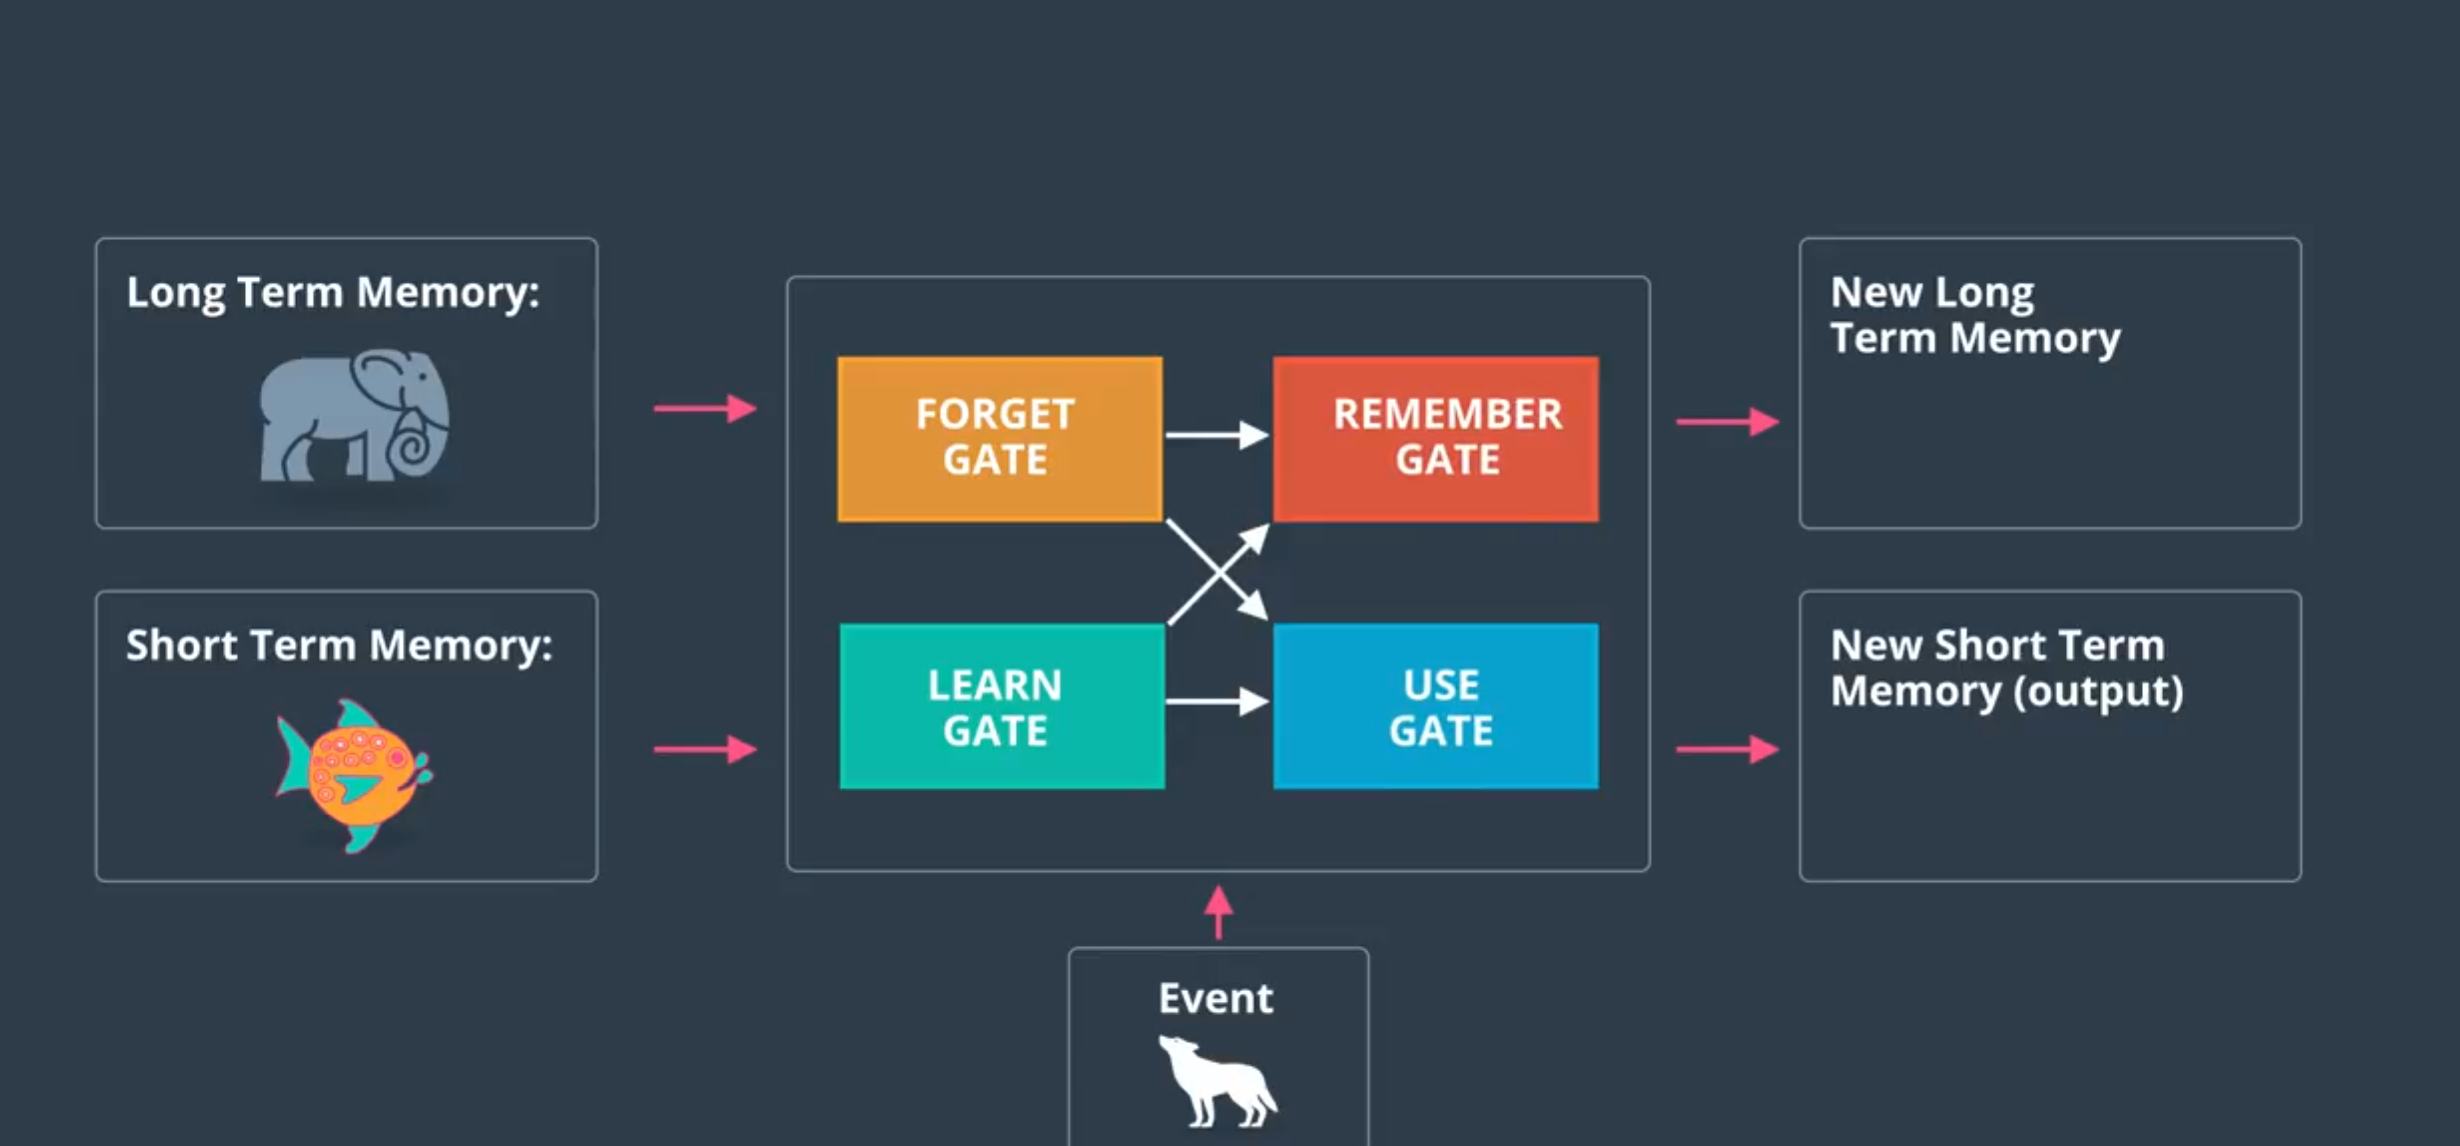 Long Term Memory:
Short Term Memory:
FORGET
GATE
REMEMBER
GATE
LEARN
GATE
USE
GATE
New Long
Term Memory
New Short Term
Memory (output)
Event